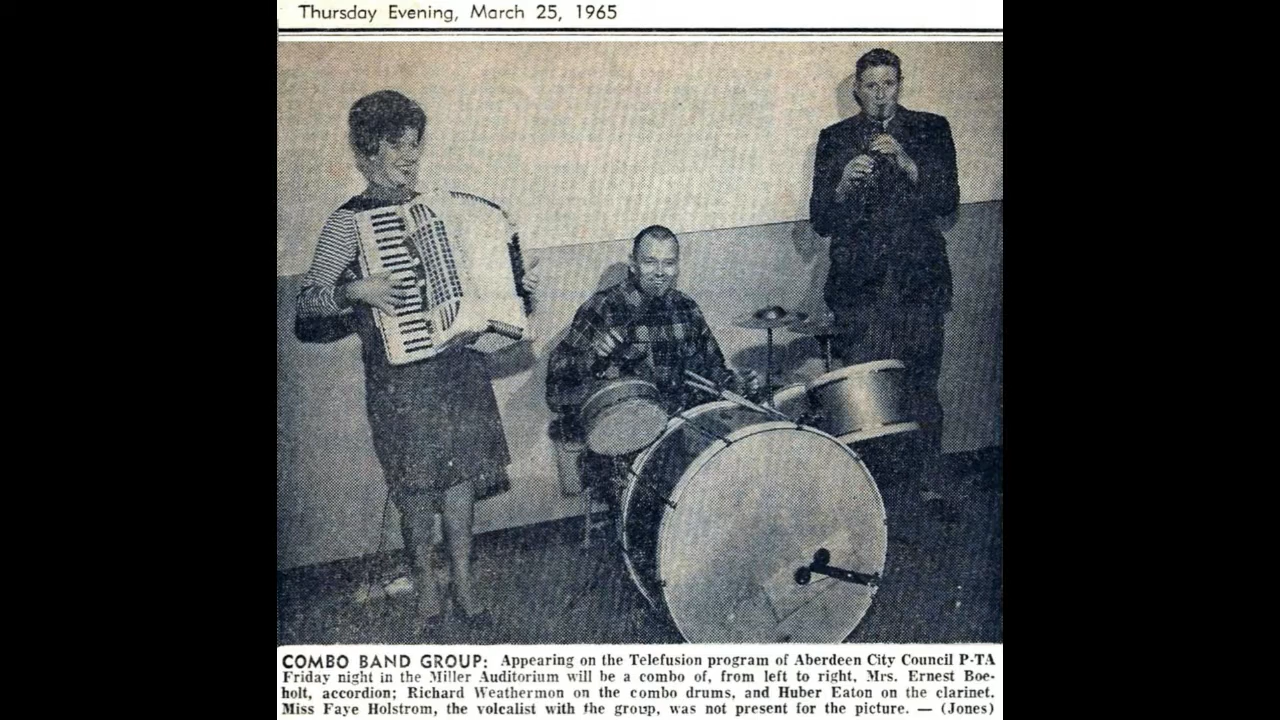 Thursday Evening, March 25, 1965
COMBO BAND GROUP: Appearing on the Telefusion program of Aberdeen City Council P-TA
Friday night in the Miller Auditorium will be a combo of, from left to right, Mrs. Ernest Boe-
holt, accordion; Richard Weathermon on the combo drums, and Huber Eaton on the clarinet.
Miss Faye Holstrom, the volcalist with the group, was not present for the picture. — (Jones)